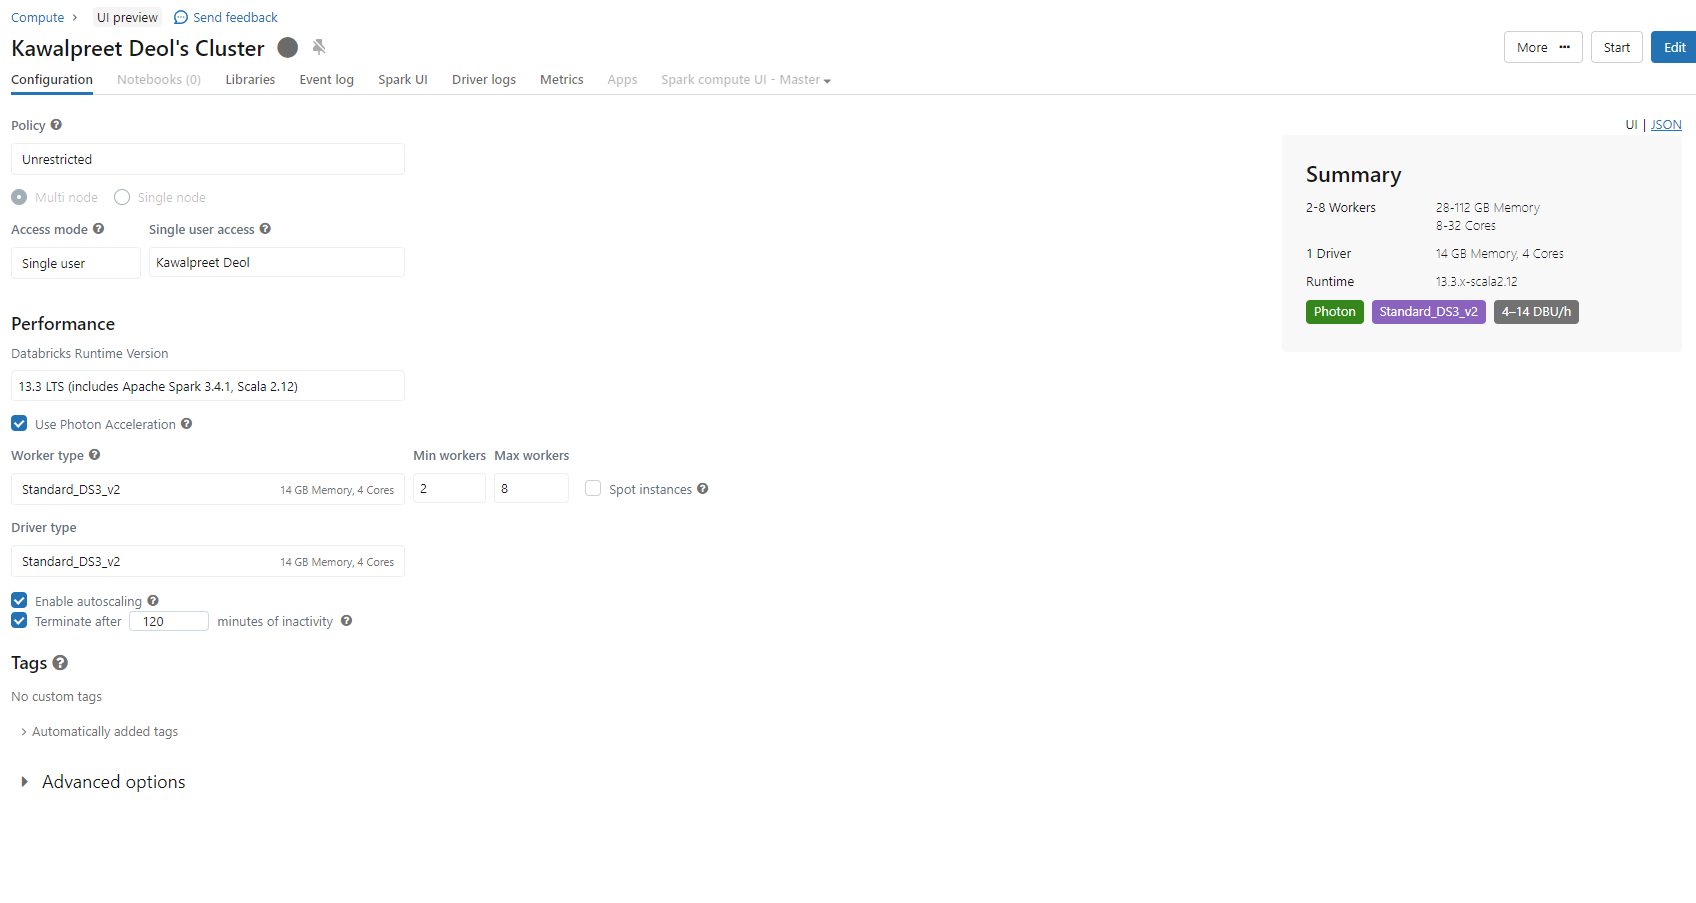 Compute › UI preview Send feedback
Kawalpreet Deol's Cluster More ••• Start Edit
Configuration Notebooks (0) Libraries Event log Spark UI Driver logs Metrics Apps Spark compute UI - Master
Policy
UI | JSON
Unrestricted
Multi node Single node
Access mode Single user access
Single user Kawalpreet Deol
Summary
2-8 Workers 28-112 GB Memory
8-32 Cores
1 Driver 14 GB Memory, 4 Cores
Runtime 13.3.x-scala2.12
Photon Standard_DS3_v2 4–14 DBU/h
Performance
Databricks Runtime Version
13.3 LTS (includes Apache Spark 3.4.1, Scala 2.12)
Use Photon Acceleration
Worker type Min workers Max workers
Standard_DS3_v2 14 GB Memory, 4 Cores 2 8 Spot instances
Driver type
Standard_DS3_v2 14 GB Memory, 4 Cores
Enable autoscaling
Terminate after 120 minutes of inactivity
Tags
No custom tags
Automatically added tags
Advanced options